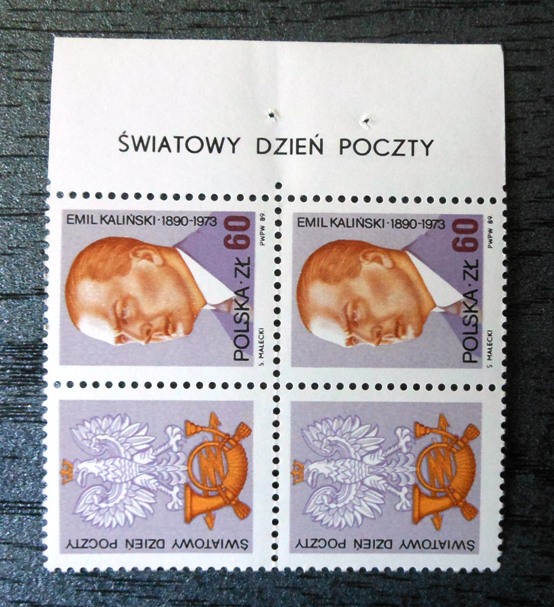 ŚWIATOWY DZIEŃ POCZTY
EMIL KALIŃSKI · 1890-1973
POLSKA · ZŁ 60
PWPW 89
S. MAŁECKI
EMIL KALIŃSKI · 1890-1973
POLSKA · ZŁ 60
PWPW 89
S. MAŁECKI
ŚWIATOWY DZIEŃ POCZTY
ŚWIATOWY DZIEŃ POCZTY